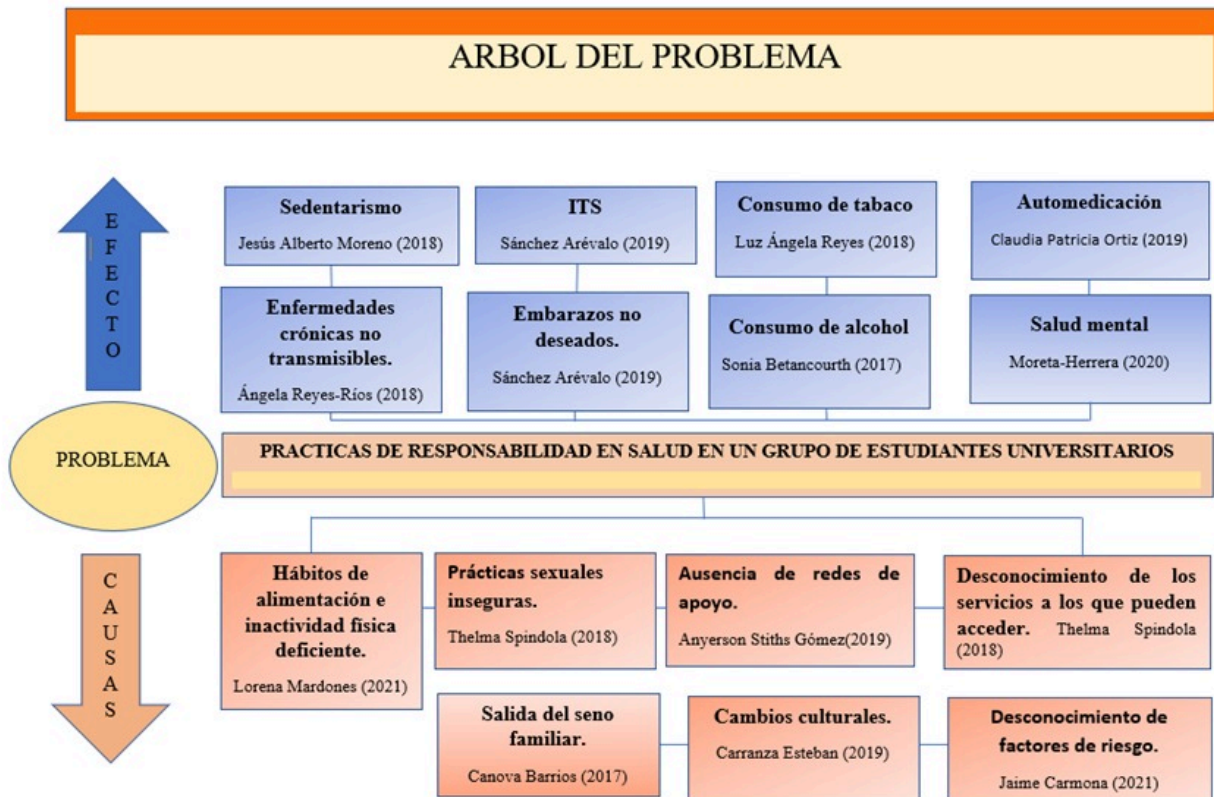 ARBOL DEL PROBLEMA
EFECTO
Sedentarismo
Jesús Alberto Moreno (2018)
ITS
Sánchez Arévalo (2019)
Consumo de tabaco
Luz Ángela Reyes (2018)
Automedicación
Claudia Patricia Ortiz (2019)
Enfermedades
crónicas no
transmisibles.
Ángela Reyes-Ríos (2018)
Embarazos no
deseados.
Sánchez Arévalo (2019)
Consumo de alcohol
Sonia Betancourth (2017)
Salud mental
Moreta-Herrera (2020)
PROBLEMA
PRACTICAS DE RESPONSABILIDAD EN SALUD EN UN GRUPO DE ESTUDIANTES UNIVERSITARIOS
CAUSAS
Hábitos de
alimentación e
inactividad física
deficiente.
Lorena Mardones (2021)
Prácticas sexuales
inseguras.
Thelma Spindola (2018)
Ausencia de redes de
apoyo.
Anyerson Stiths Gómez(2019)
Desconocimiento de los
servicios a los que pueden
acceder. Thelma Spindola
(2018)
Salida del seno
familiar.
Canova Barrios (2017)
Cambios culturales.
Carranza Esteban (2019)
Desconocimiento de
factores de riesgo.
Jaime Carmona (2021)